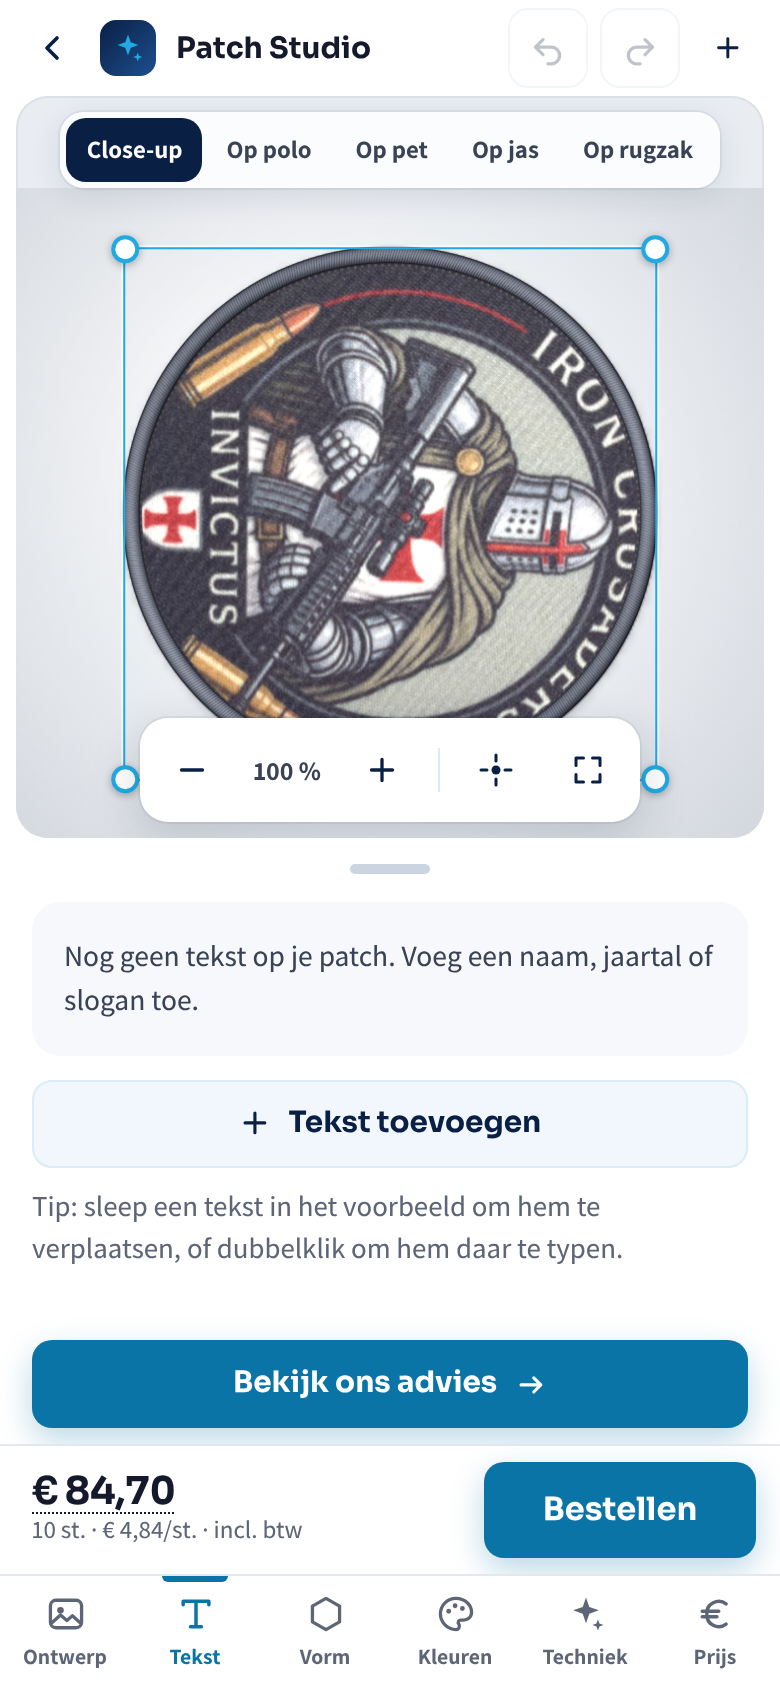 Patch Studio
Close-up Op polo Op pet Op jas Op rugzak
IRON CRUSADERS
INVICTUS
100 %
Nog geen tekst op je patch. Voeg een naam, jaartal of
slogan toe.
Tekst toevoegen
Tip: sleep een tekst in het voorbeeld om hem te
verplaatsen, of dubbelklik om hem daar te typen.
Bekijk ons advies
€ 84,70
10 st. · € 4,84/st. · incl. btw
Bestellen
Ontwerp Tekst Vorm Kleuren Techniek Prijs